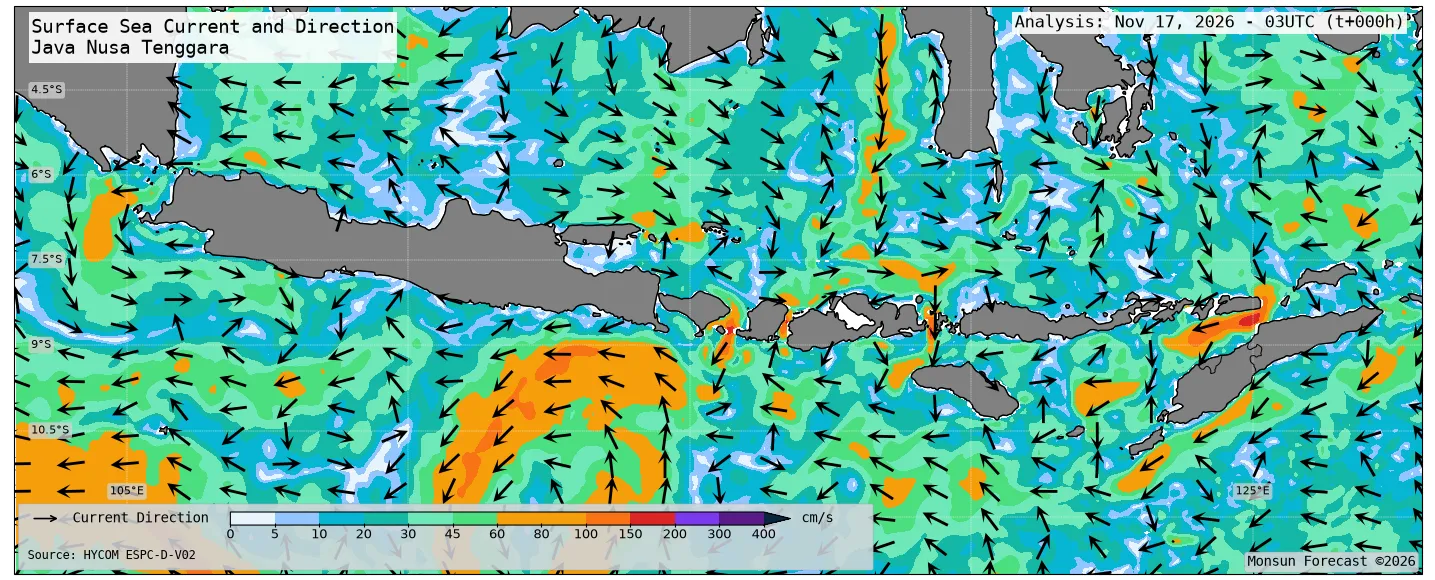 Surface Sea Current and Direction
Java Nusa Tenggara
Analysis: Nov 17, 2026 - 03UTC (t+000h)
4.5°S
6°S
7.5°S
9°S
10.5°S
105°E
125°E
Current Direction
0 5 10 20 30 45 60 80 100 150 200 300 400 cm/s
Source: HYCOM ESPC-D-V02
Monsun Forecast ©2026